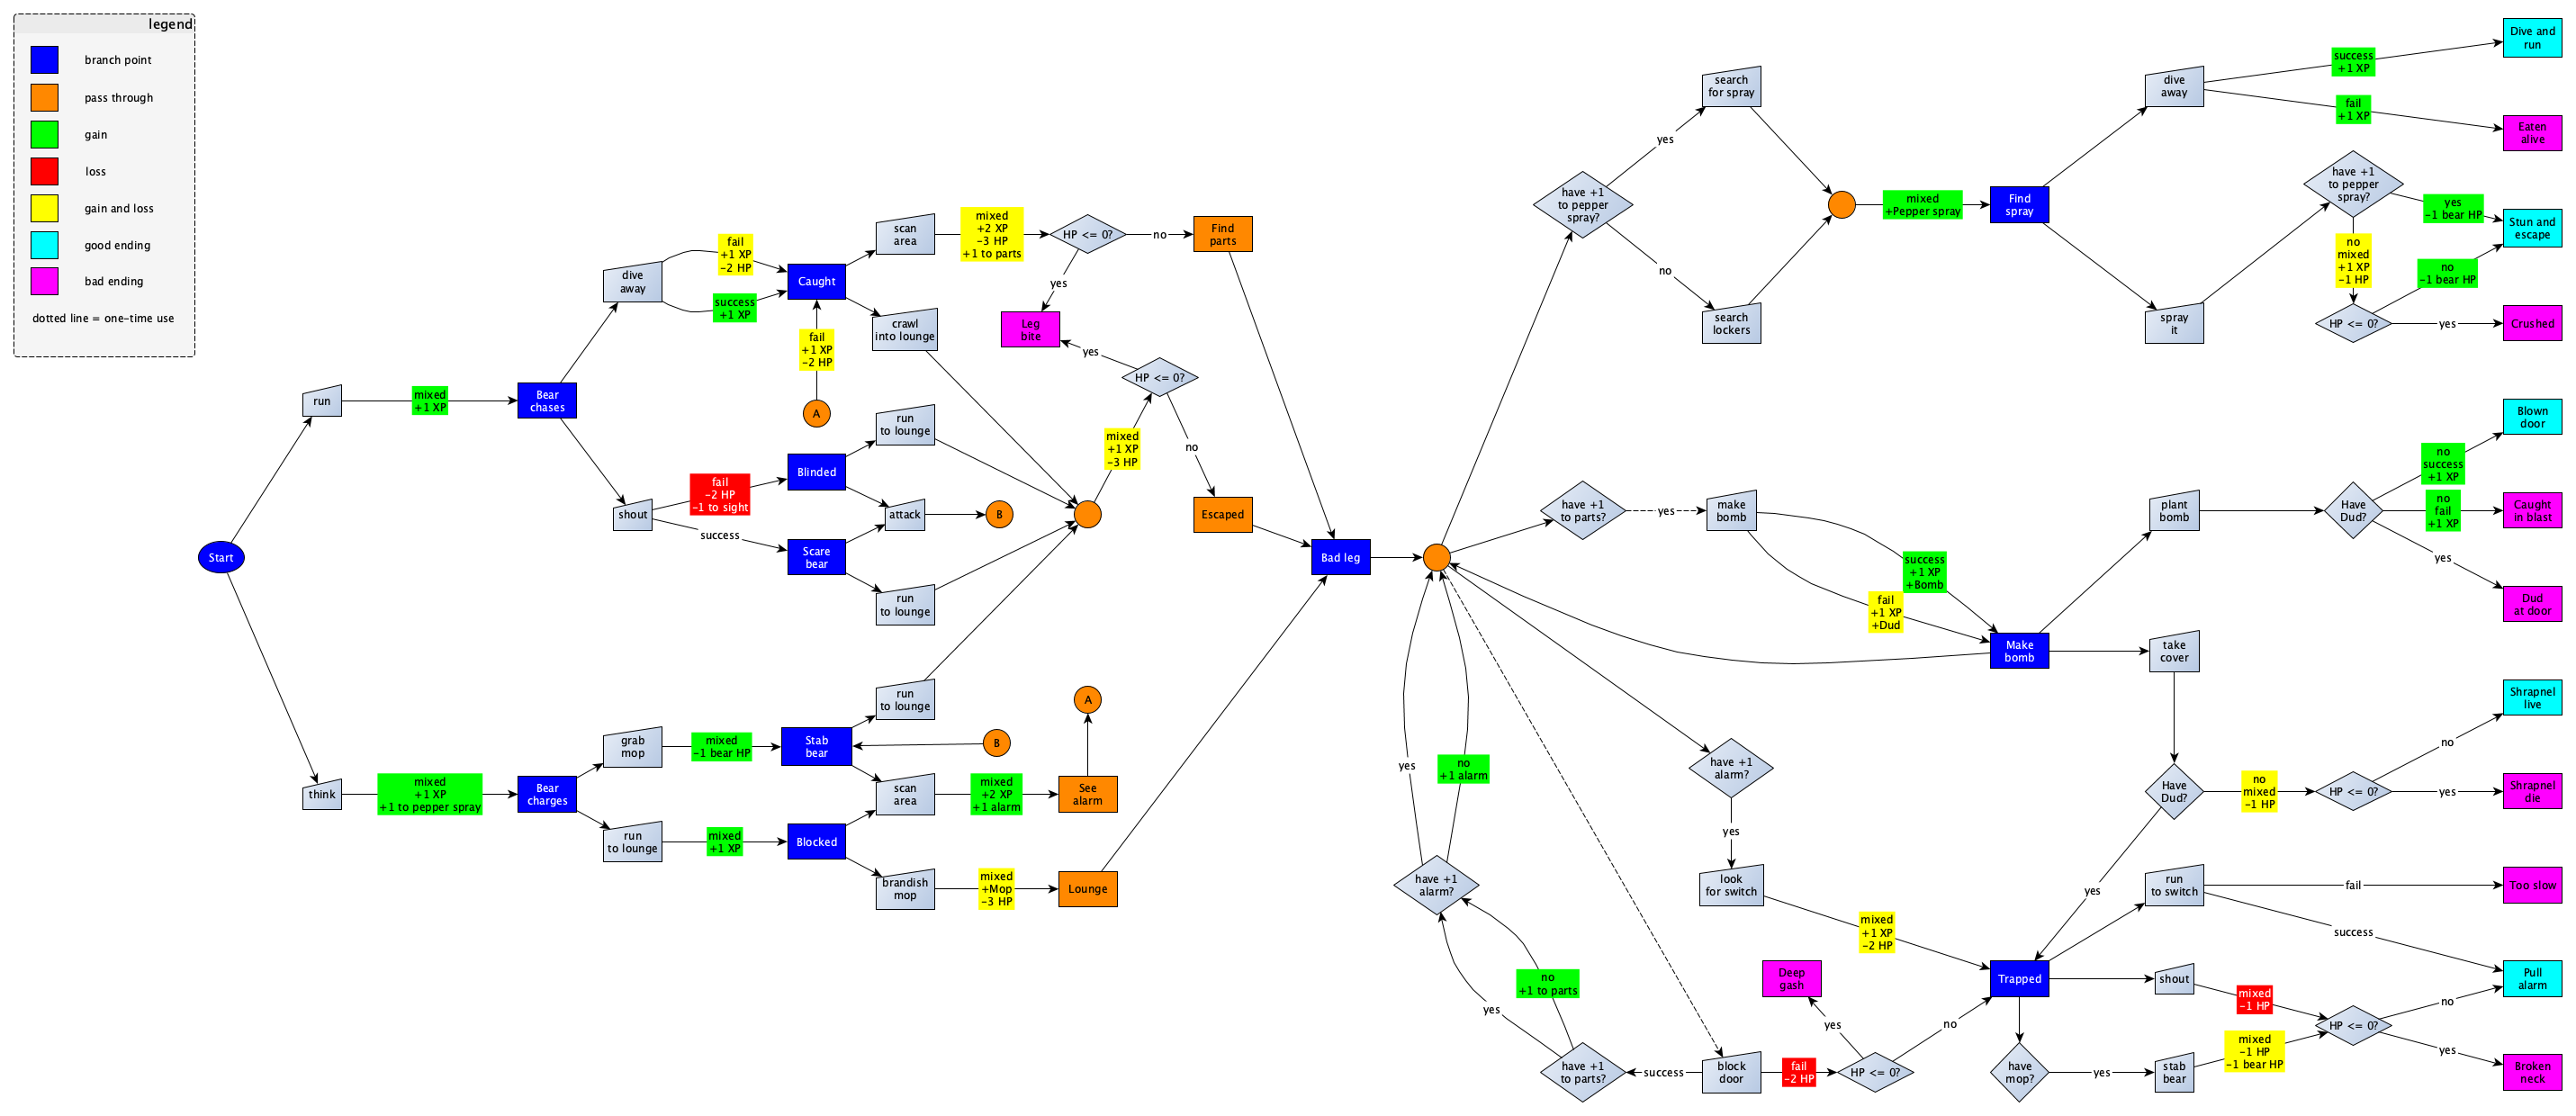 legend
branch point
pass through
gain
loss
gain and loss
good ending
bad ending
dotted line = one-time use
Start
run
mixed
+1 XP
think
mixed
+1 XP
+1 to pepper spray
Bear
chases
dive
away
fail
+1 XP
-2 HP
success
+1 XP
shout
fail
-2 HP
-1 to sight
success
Caught
fail
+1 XP
-2 HP
A
scan
area
mixed
+2 XP
-3 HP
+1 to parts
HP <= 0?
no
yes
Find
parts
Leg
bite
crawl
into lounge
Blinded
run
to lounge
attack
B
Scare
bear
run
to lounge
mixed
+1 XP
-3 HP
HP <= 0?
yes
no
Escaped
Bear
charges
grab
mop
mixed
-1 bear HP
run
to lounge
mixed
+1 XP
Stab
bear
run
to lounge
B
Blocked
scan
area
mixed
+2 XP
+1 alarm
See
alarm
A
brandish
mop
mixed
+Mop
-3 HP
Lounge
Bad leg
have +1
to pepper
spray?
yes
no
search
for spray
search
lockers
mixed
+Pepper spray
Find
spray
dive
away
success
+1 XP
fail
+1 XP
Dive and
run
Eaten
alive
spray
it
have +1
to pepper
spray?
yes
-1 bear HP
no
mixed
+1 XP
-1 HP
HP <= 0?
no
-1 bear HP
yes
Stun and
escape
Crushed
have +1
to parts?
yes
make
bomb
success
+1 XP
+Bomb
fail
+1 XP
+Dud
Make
bomb
plant
bomb
Have
Dud?
no
success
+1 XP
no
fail
+1 XP
yes
Blown
door
Caught
in blast
Dud
at door
take
cover
Have
Dud?
no
mixed
-1 HP
yes
HP <= 0?
no
yes
Shrapnel
live
Shrapnel
die
have +1
alarm?
yes
look
for switch
mixed
+1 XP
-2 HP
Trapped
run
to switch
fail
success
Too slow
Pull
alarm
shout
mixed
-1 HP
have
mop?
yes
stab
bear
mixed
-1 HP
-1 bear HP
HP <= 0?
no
yes
Broken
neck
block
door
fail
-2 HP
HP <= 0?
yes
no
Deep
gash
success
have +1
to parts?
yes
no
+1 to parts
have +1
alarm?
yes
no
+1 alarm